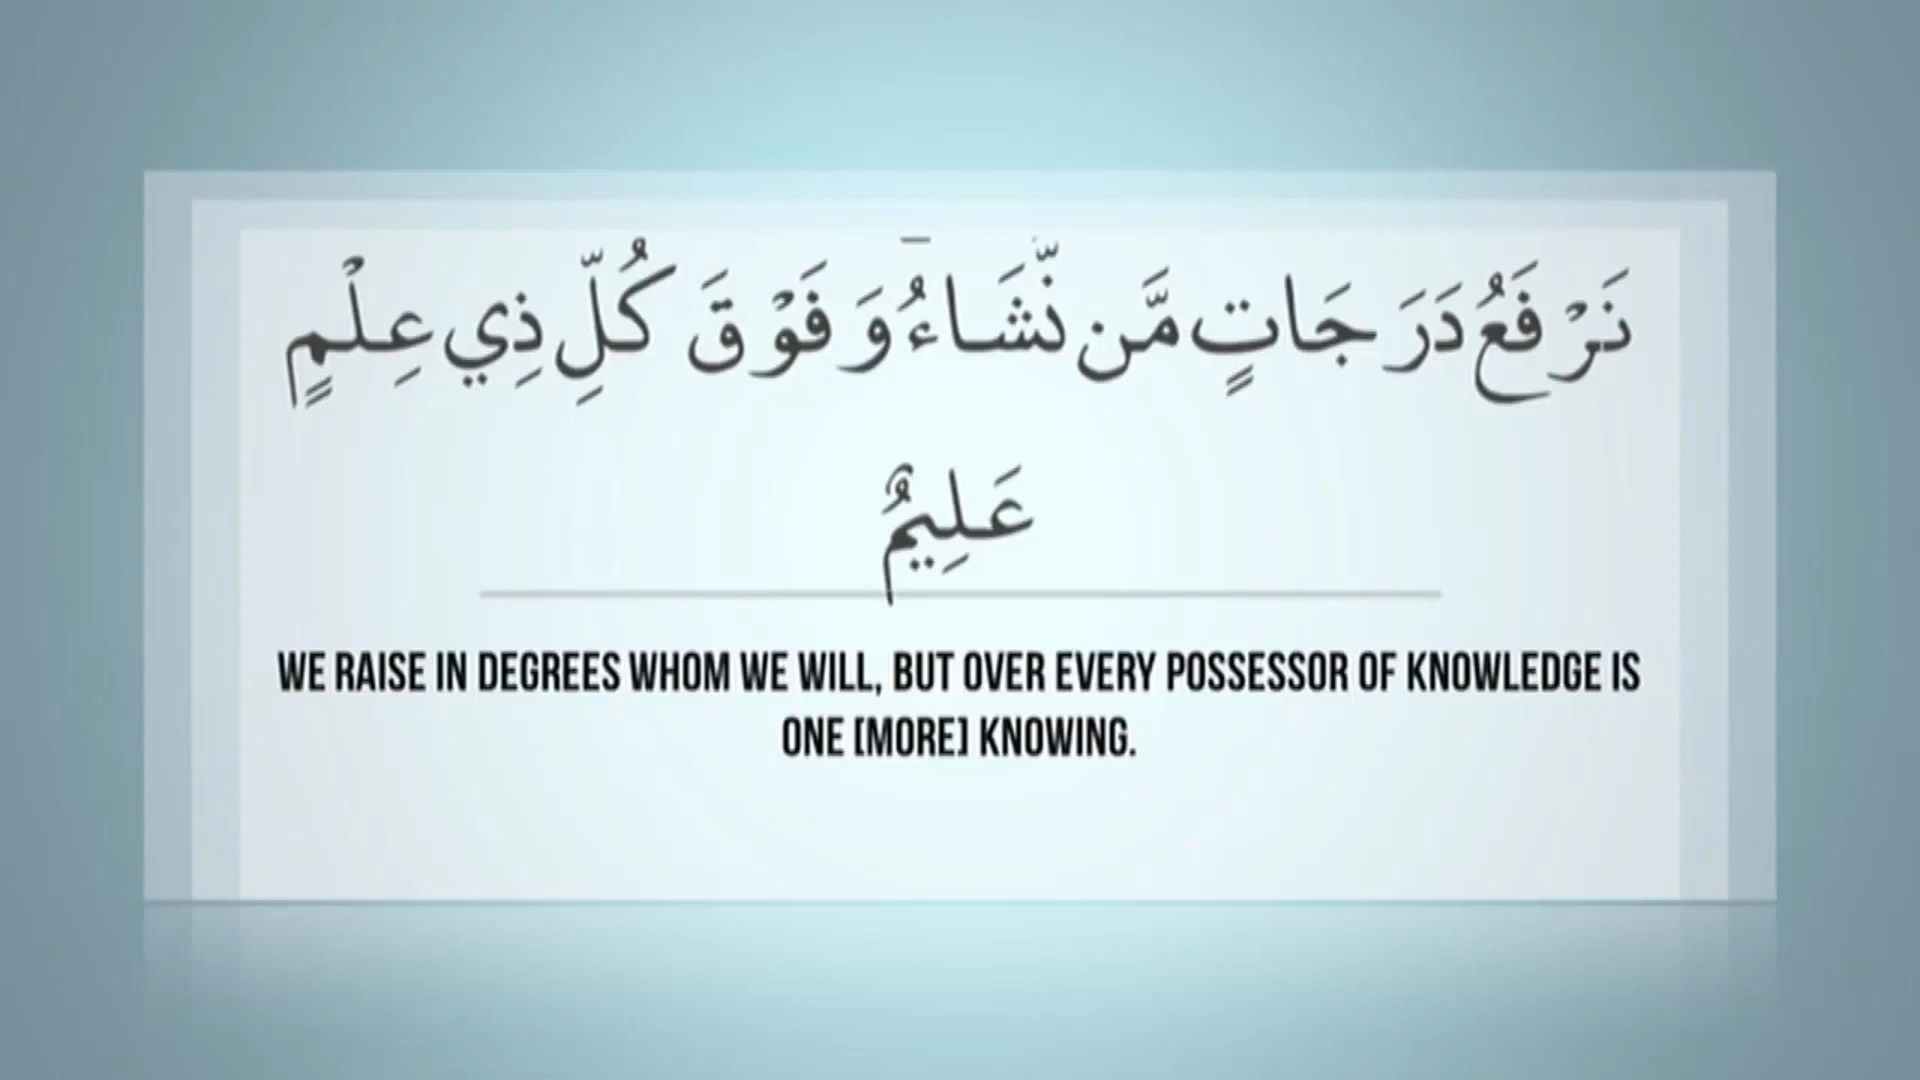 نَرْفَعُ دَرَجَاتٍ مَّن نَّشَاءُ وَفَوْقَ كُلِّ ذِي عِلْمٍ
عَلِيمٌ
WE RAISE IN DEGREES WHOM WE WILL, BUT OVER EVERY POSSESSOR OF KNOWLEDGE IS
ONE [MORE] KNOWING.